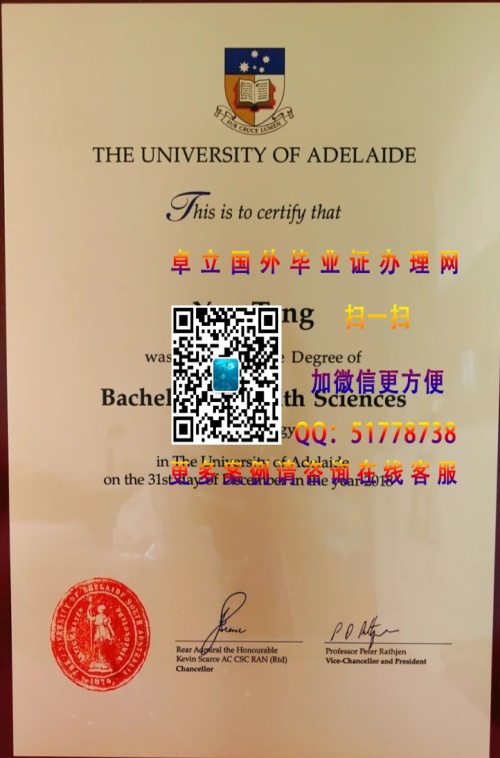 SUB CRUCE LUMEN
THE UNIVERSITY OF ADELAIDE
This is to certify that
卓立国外毕业证办理网
Tang
扫一扫
was Degree of
加微信更方便
Sciences
QQ: 51778738
in The University of Adelaide
更多案例请咨询在线客服
on the 31st day of December in the year 2018
Rear Admiral the Honourable
Kevin Scarce AC CSC RAN (Rtd)
Chancellor
Professor Peter Rathjen
Vice-Chancellor and President